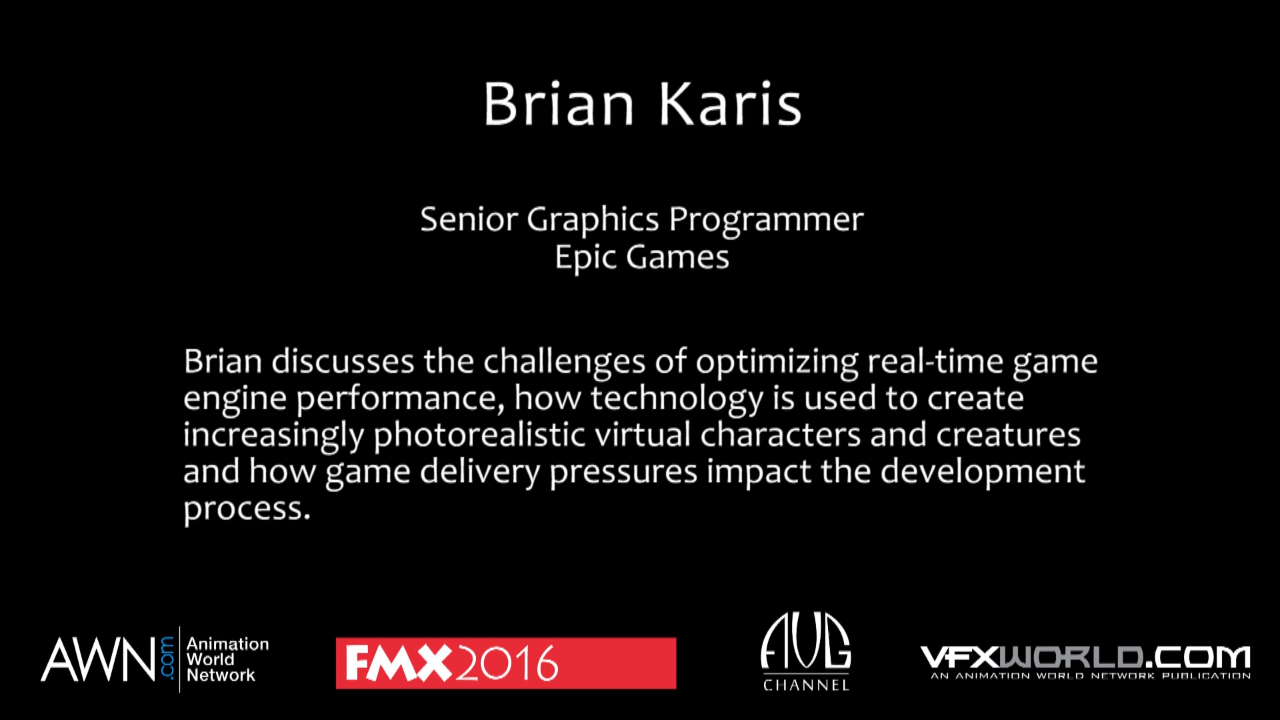 Brian Karis
Senior Graphics Programmer
Epic Games
Brian discusses the challenges of optimizing real-time game
engine performance, how technology is used to create
increasingly photorealistic virtual characters and creatures
and how game delivery pressures impact the development
process.
AWN.com
Animation
World
Network
FMX2016
AUG
CHANNEL
VFXWORLD.COM
AN ANIMATION WORLD NETWORK PUBLICATION